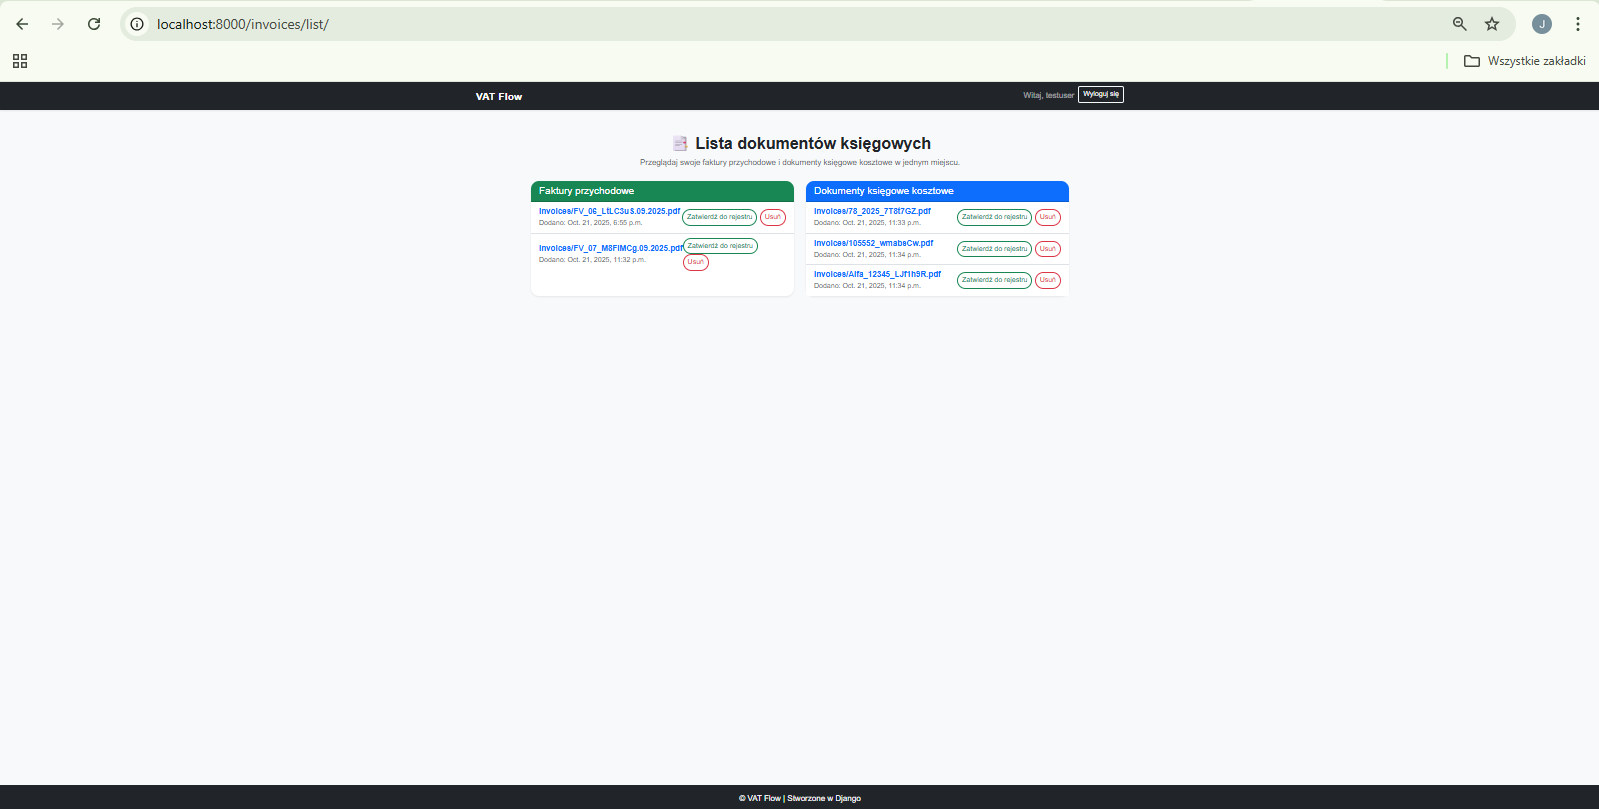 localhost:8000/invoices/list/
J
Wszystkie zakładki
VAT Flow
Witaj, testuser
Wyloguj się
Lista dokumentów księgowych
Przeglądaj swoje faktury przychodowe i dokumenty księgowe kosztowe w jednym miejscu.
Faktury przychodowe
invoices/FV_06_LtLC3uS.09.2025.pdf
Zatwierdź do rejestru
Usuń
Dodano: Oct. 21, 2025, 6:55 p.m.
invoices/FV_07_M8FIMCg.09.2025.pdf
Zatwierdź do rejestru
Dodano: Oct. 21, 2025, 11:32 p.m.
Usuń
Dokumenty księgowe kosztowe
invoices/78_2025_7T8t7GZ.pdf
Zatwierdź do rejestru
Usuń
Dodano: Oct. 21, 2025, 11:33 p.m.
invoices/105552_wmabsCw.pdf
Zatwierdź do rejestru
Usuń
Dodano: Oct. 21, 2025, 11:34 p.m.
invoices/Alfa_12345_LJf1h9R.pdf
Zatwierdź do rejestru
Usuń
Dodano: Oct. 21, 2025, 11:34 p.m.
© VAT Flow | Stworzone w Django